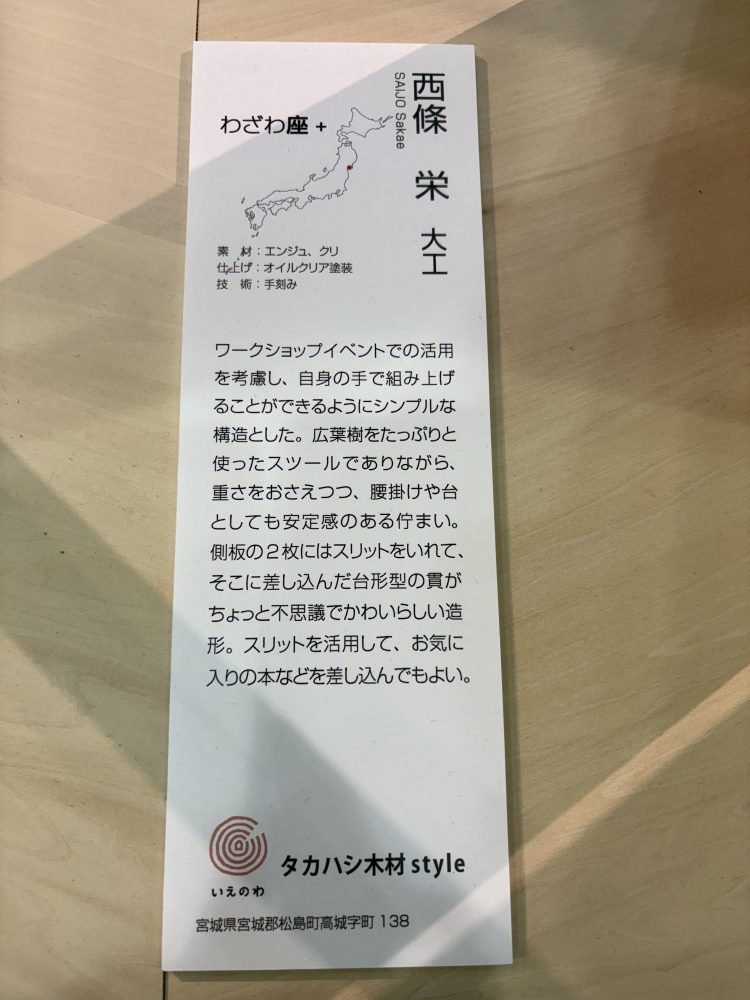 西條 栄 大工
SAIJO Sakae
わざわ座 +
素 材：エンジュ、クリ
仕上げ：オイルクリア塗装
技 術：手刻み
ワークショップイベントでの活用
を考慮し、自身の手で組み上げ
ることができるようにシンプルな
構造とした。広葉樹をたっぷりと
使ったスツールでありながら、
重さをおさえつつ、腰掛けや台
としても安定感のある佇まい。
側板の２枚にはスリットをいれて、
そこに差し込んだ台形型の貫が
ちょっと不思議でかわいらしい造
形。スリットを活用して、お気に
入りの本などを差し込んでもよい。
いえのわ
タカハシ木材 style
宮城県宮城郡松島町高城字町 138